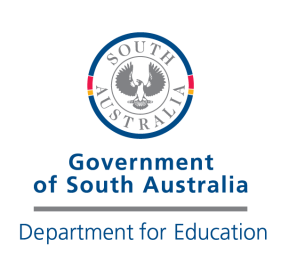 SOUTH
AUSTRALIA
Government
of South Australia
Department for Education